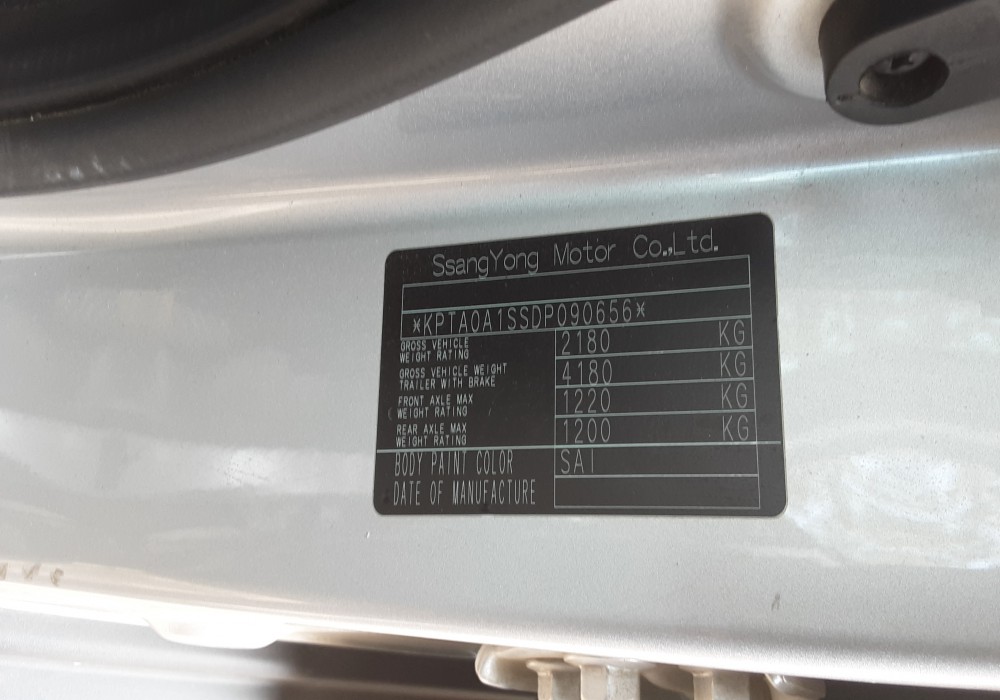 SsangYong Motor Co.,Ltd.
*KPTA0A1SSDP090656*
GROSS VEHICLE
WEIGHT RATING 2180 KG
GROSS VEHICLE WEIGHT
TRAILER WITH BRAKE 4180 KG
FRONT AXLE MAX
WEIGHT RATING 1220 KG
REAR AXLE MAX
WEIGHT RATING 1200 KG
BODY PAINT COLOR SAI
DATE OF MANUFACTURE